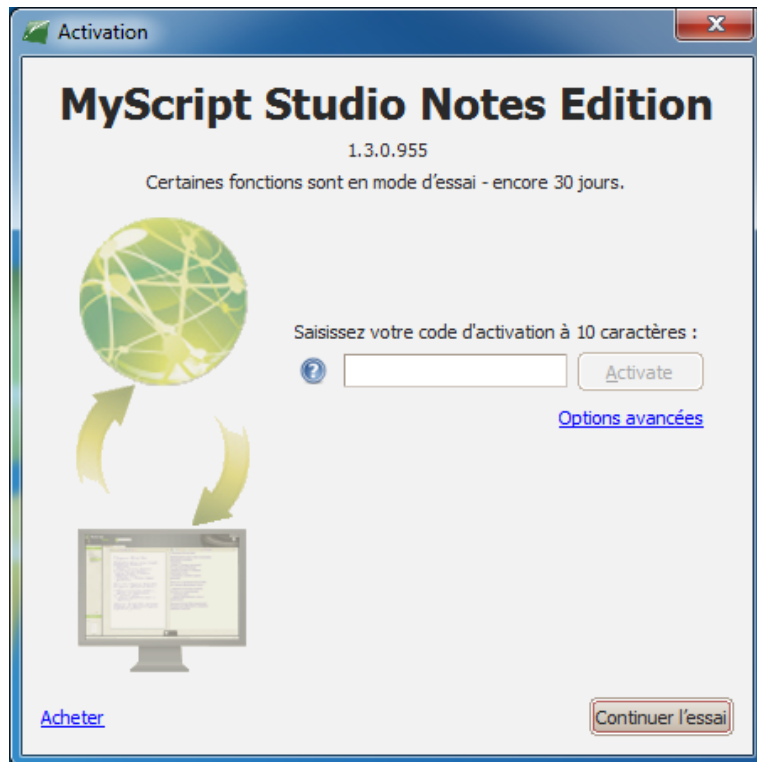 Activation
MyScript Studio Notes Edition
1.3.0.955
Certaines fonctions sont en mode d'essai - encore 30 jours.
Saisissez votre code d'activation à 10 caractères :
Activate
Options avancées
Acheter
Continuer l'essai